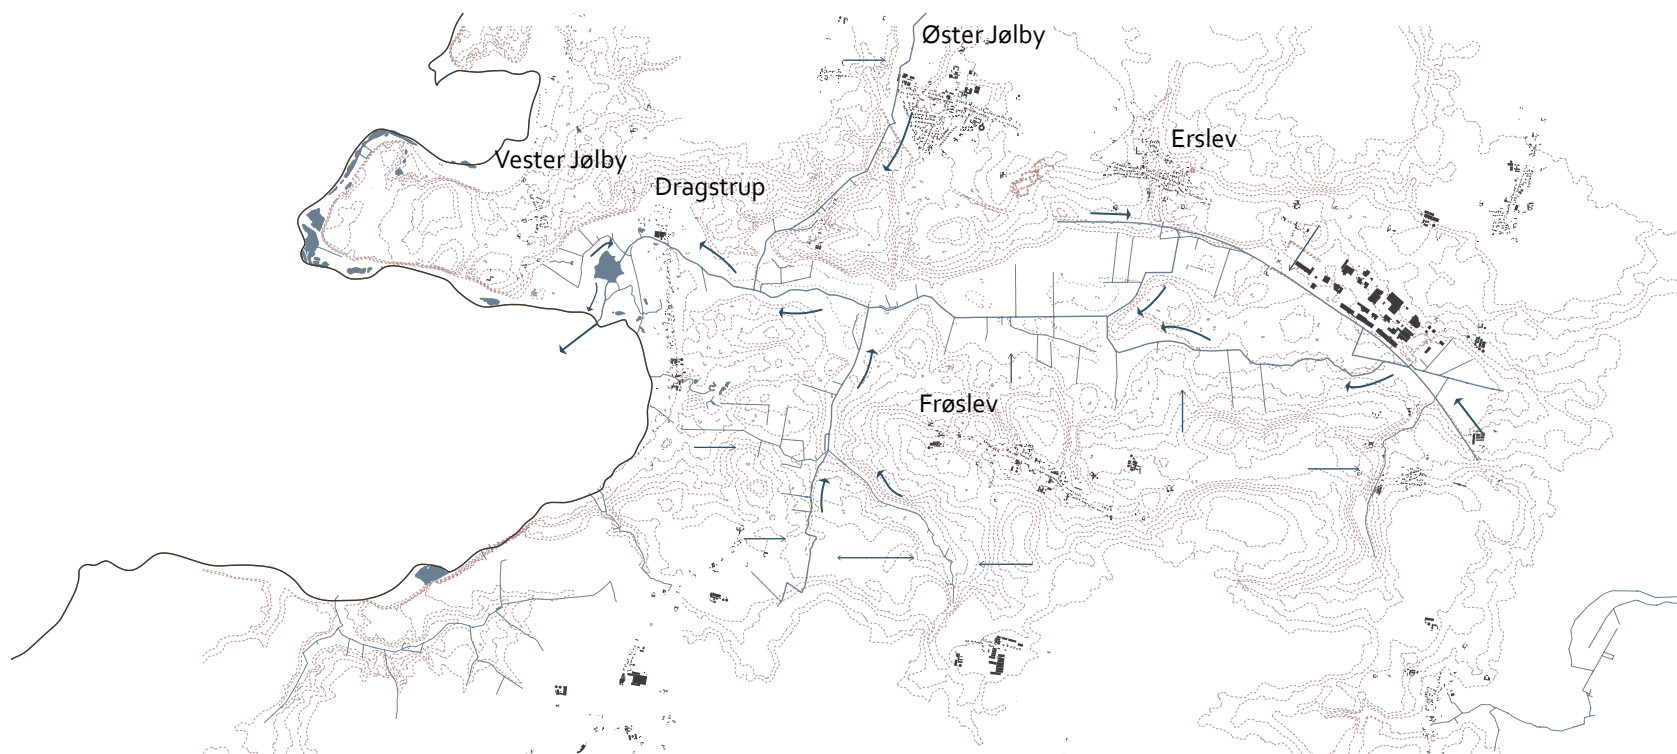 Øster Jølby
Erslev
Vester Jølby
Dragstrup
Frøslev